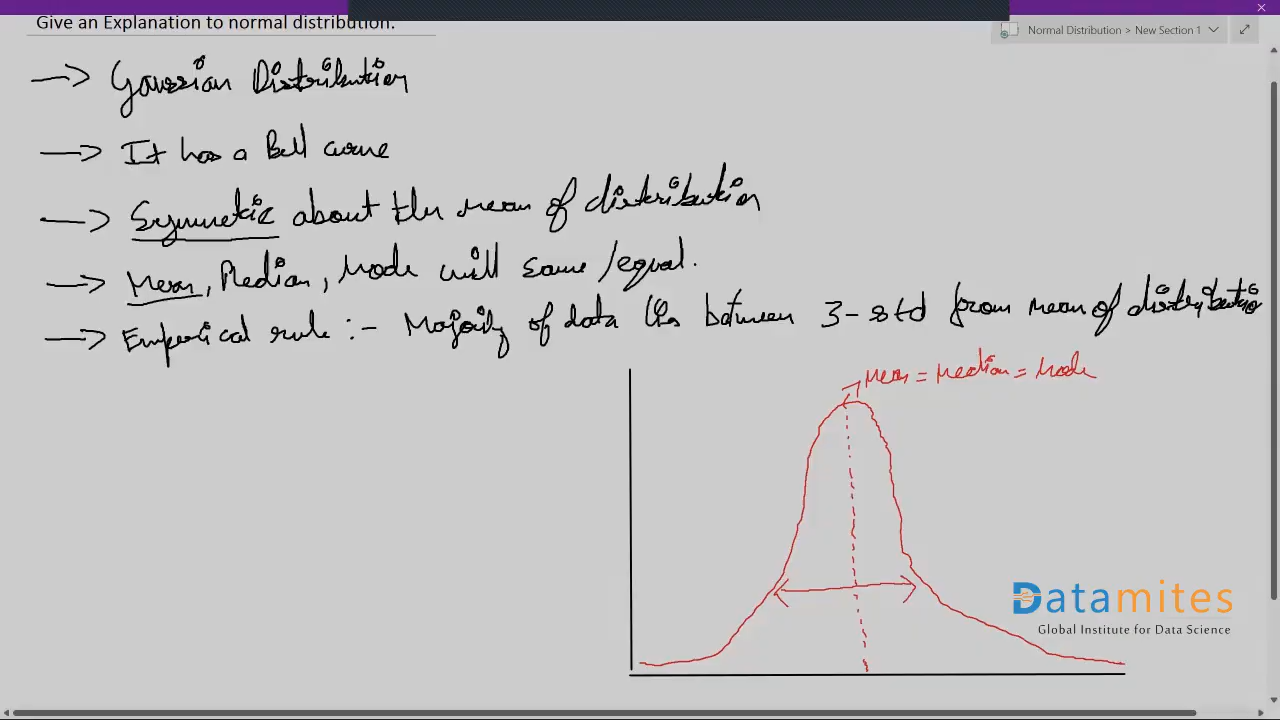 Give an Explanation to normal distribution.
Normal Distribution > New Section 1
Gaussian Distribution
It has a Bell curve
Symmetic about the mean of distribution
Mean, Median, Mode will same/equal.
Emperical rule :- Majority of data lies between 3-std from mean of distribution
Mean = Median = Mode
Datamites
Global Institute for Data Science